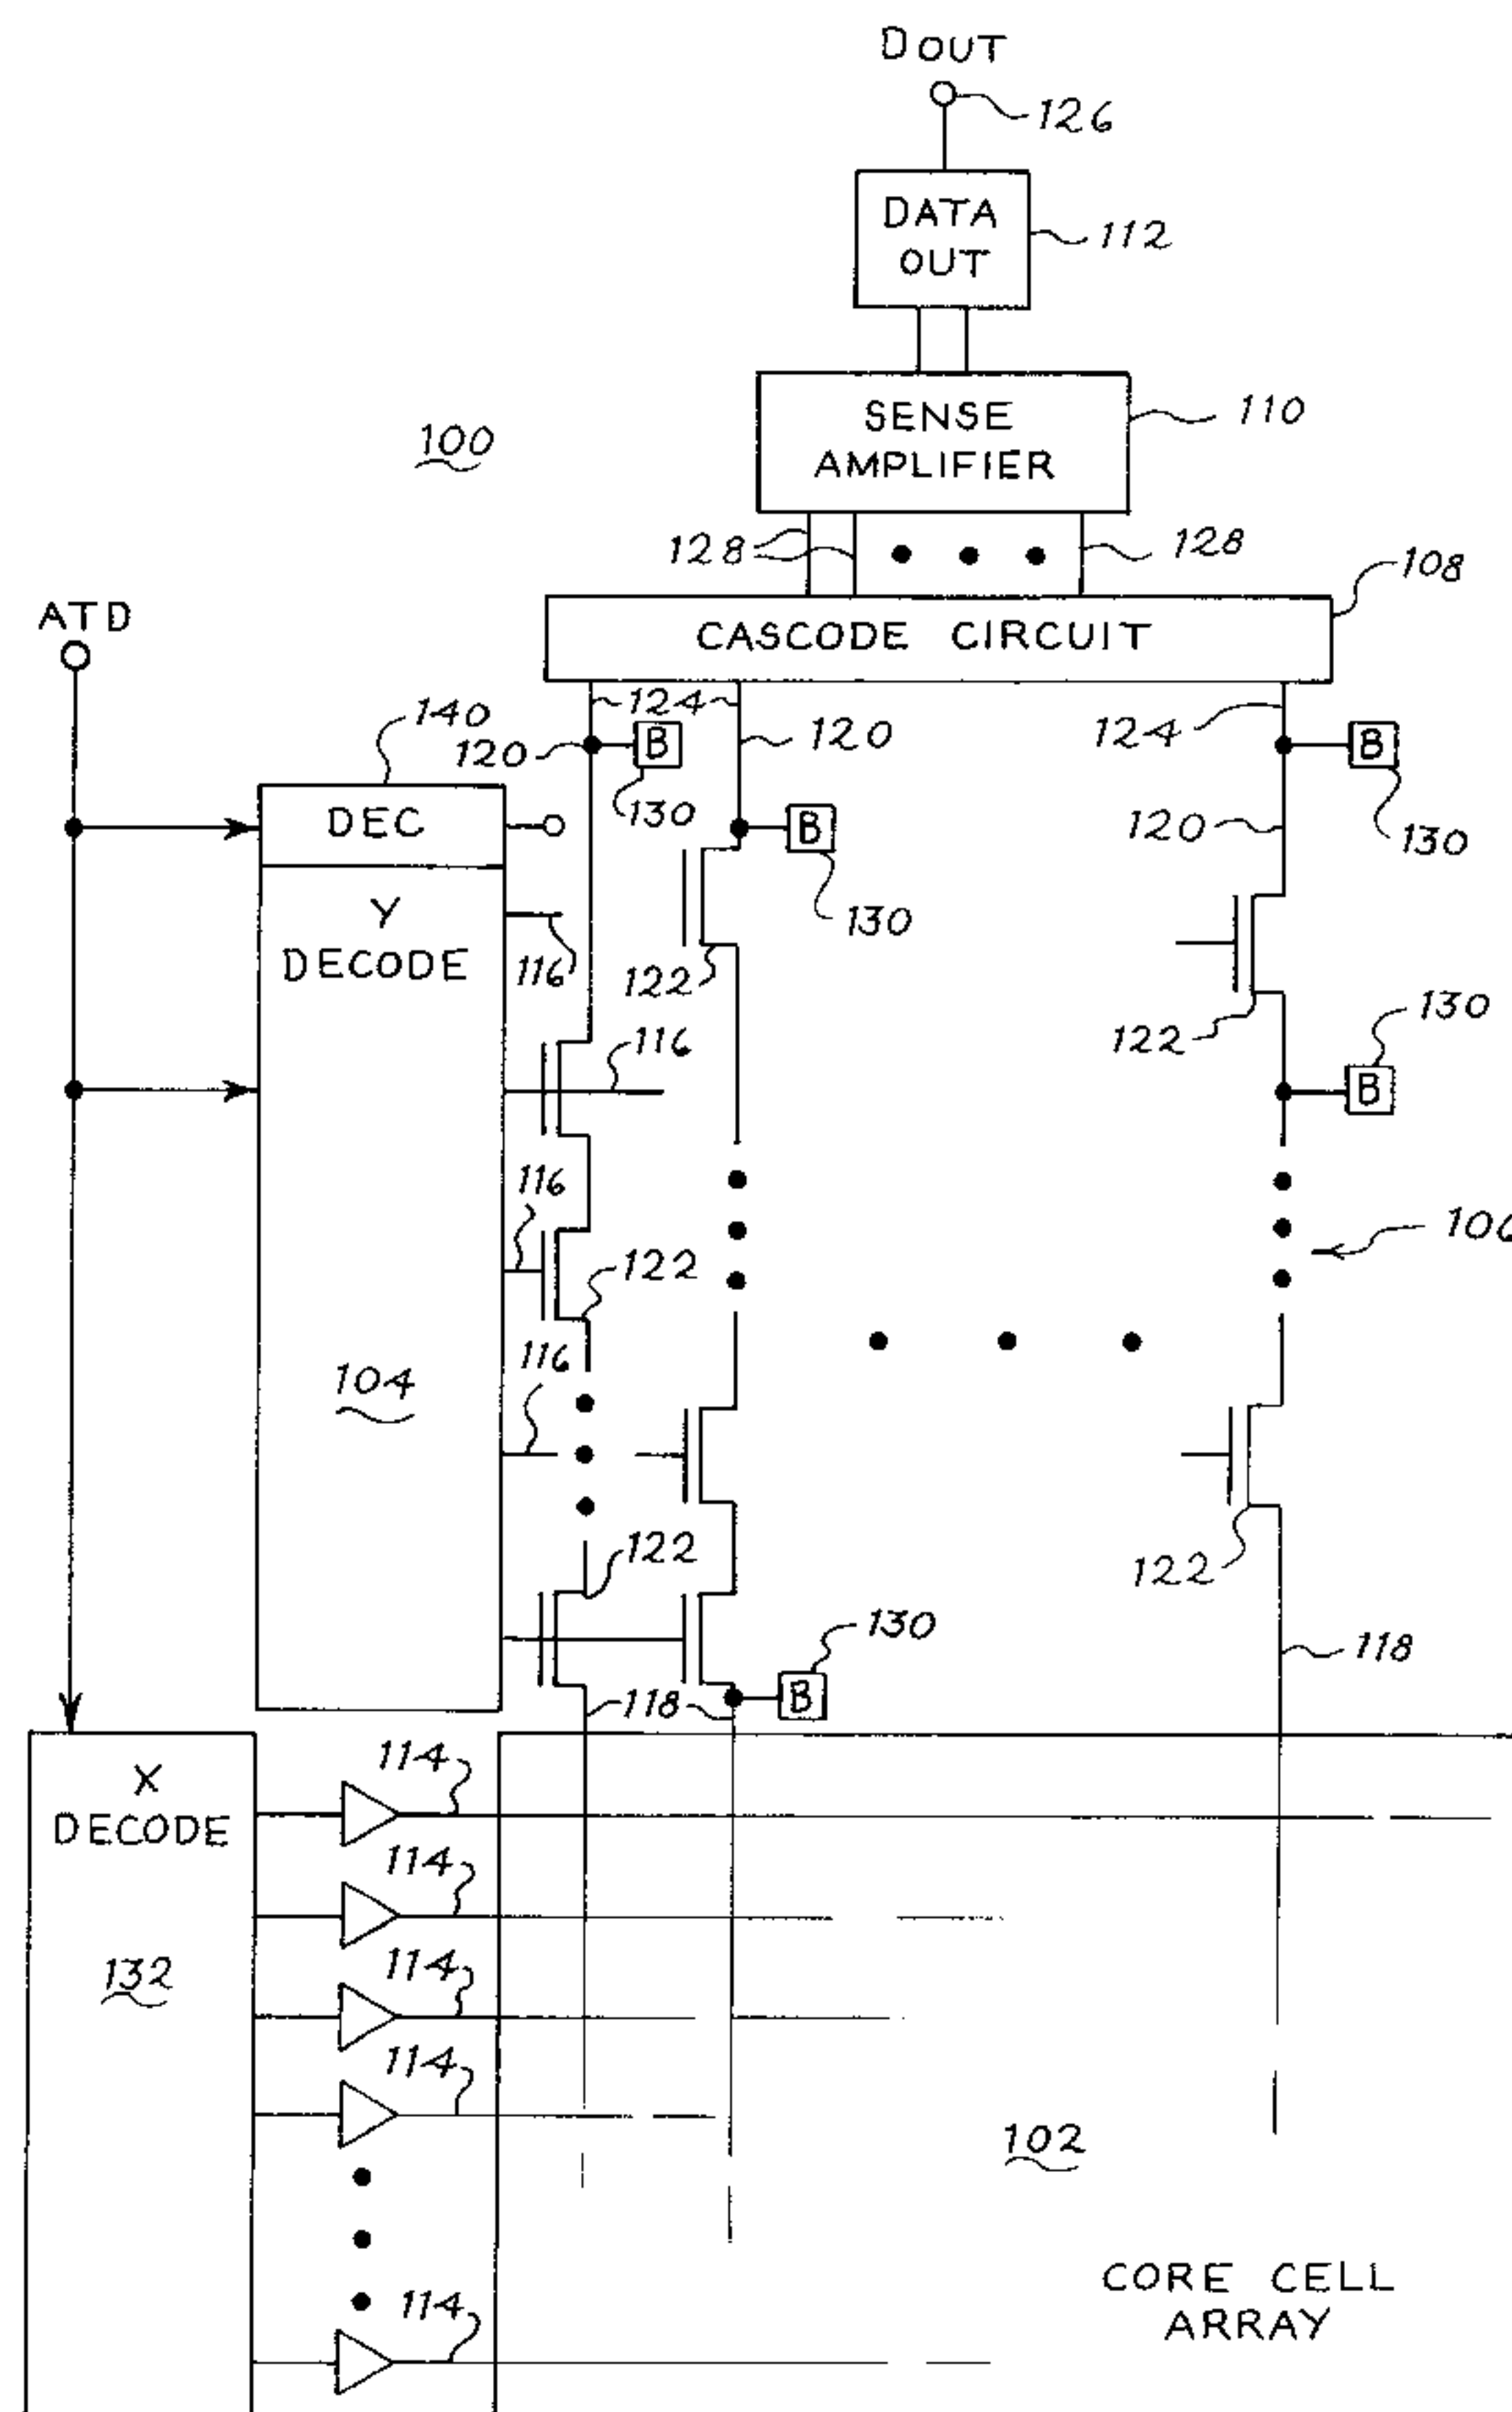 DOUT
126
DATA
OUT
112
SENSE
AMPLIFIER
110
100
128
128
108
ATD
CASCODE CIRCUIT
124
140
120
B
120
124
B
DEC
130
B
120
130
Y
DECODE
116
122
130
122
130
116
B
116
122
116
104
122
122
130
118
118
B
X
DECODE
114
114
132
114
114
102
CORE CELL
ARRAY
114